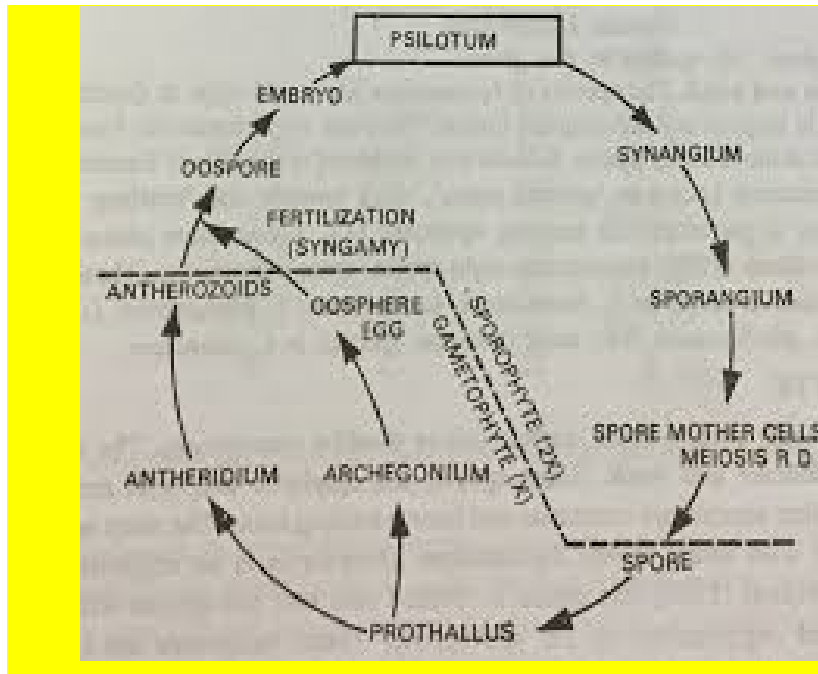 PSILOTUM
EMBRYO
SYNANGIUM
OOSPORE
FERTILIZATION
(SYNGAMY)
ANTHEROZOIDS
OOSPHERE
EGG
SPORANGIUM
SPOROPHYTE (2X)
GAMETOPHYTE (X)
SPORE MOTHER CELLS
MEIOSIS R D
ANTHERIDIUM
ARCHEGONIUM
SPORE
PROTHALLUS